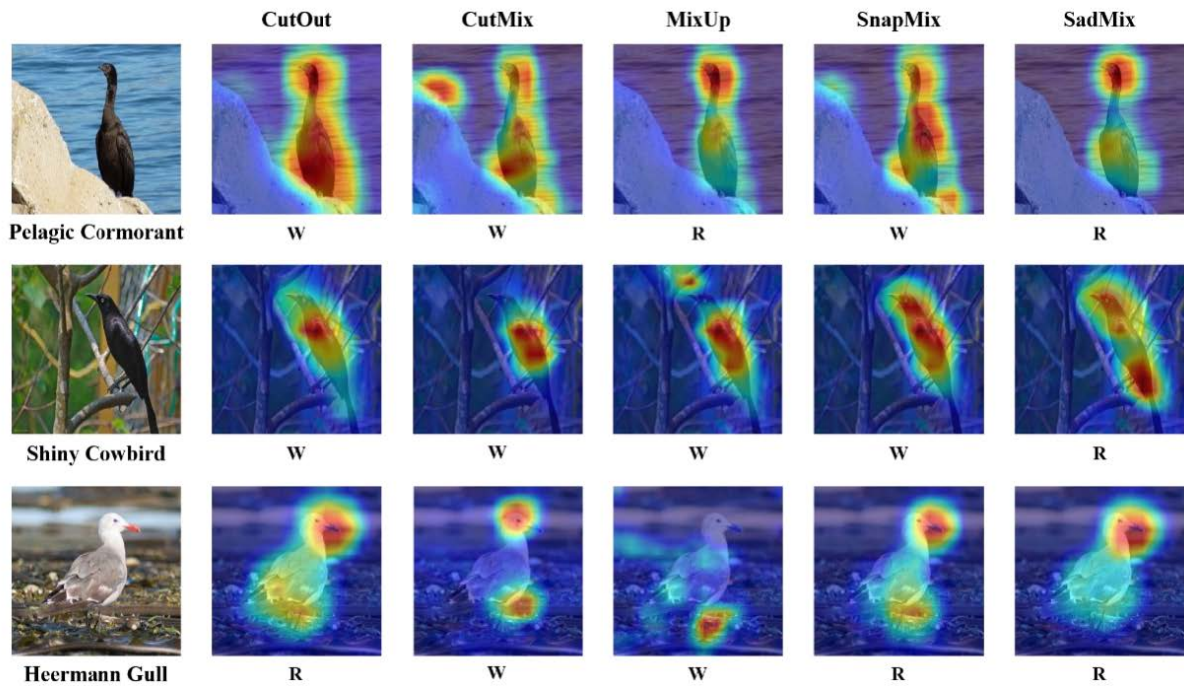 CutOut CutMix MixUp SnapMix SadMix
Pelagic Cormorant W W R W R
Shiny Cowbird W W W W R
Heermann Gull R W W R R